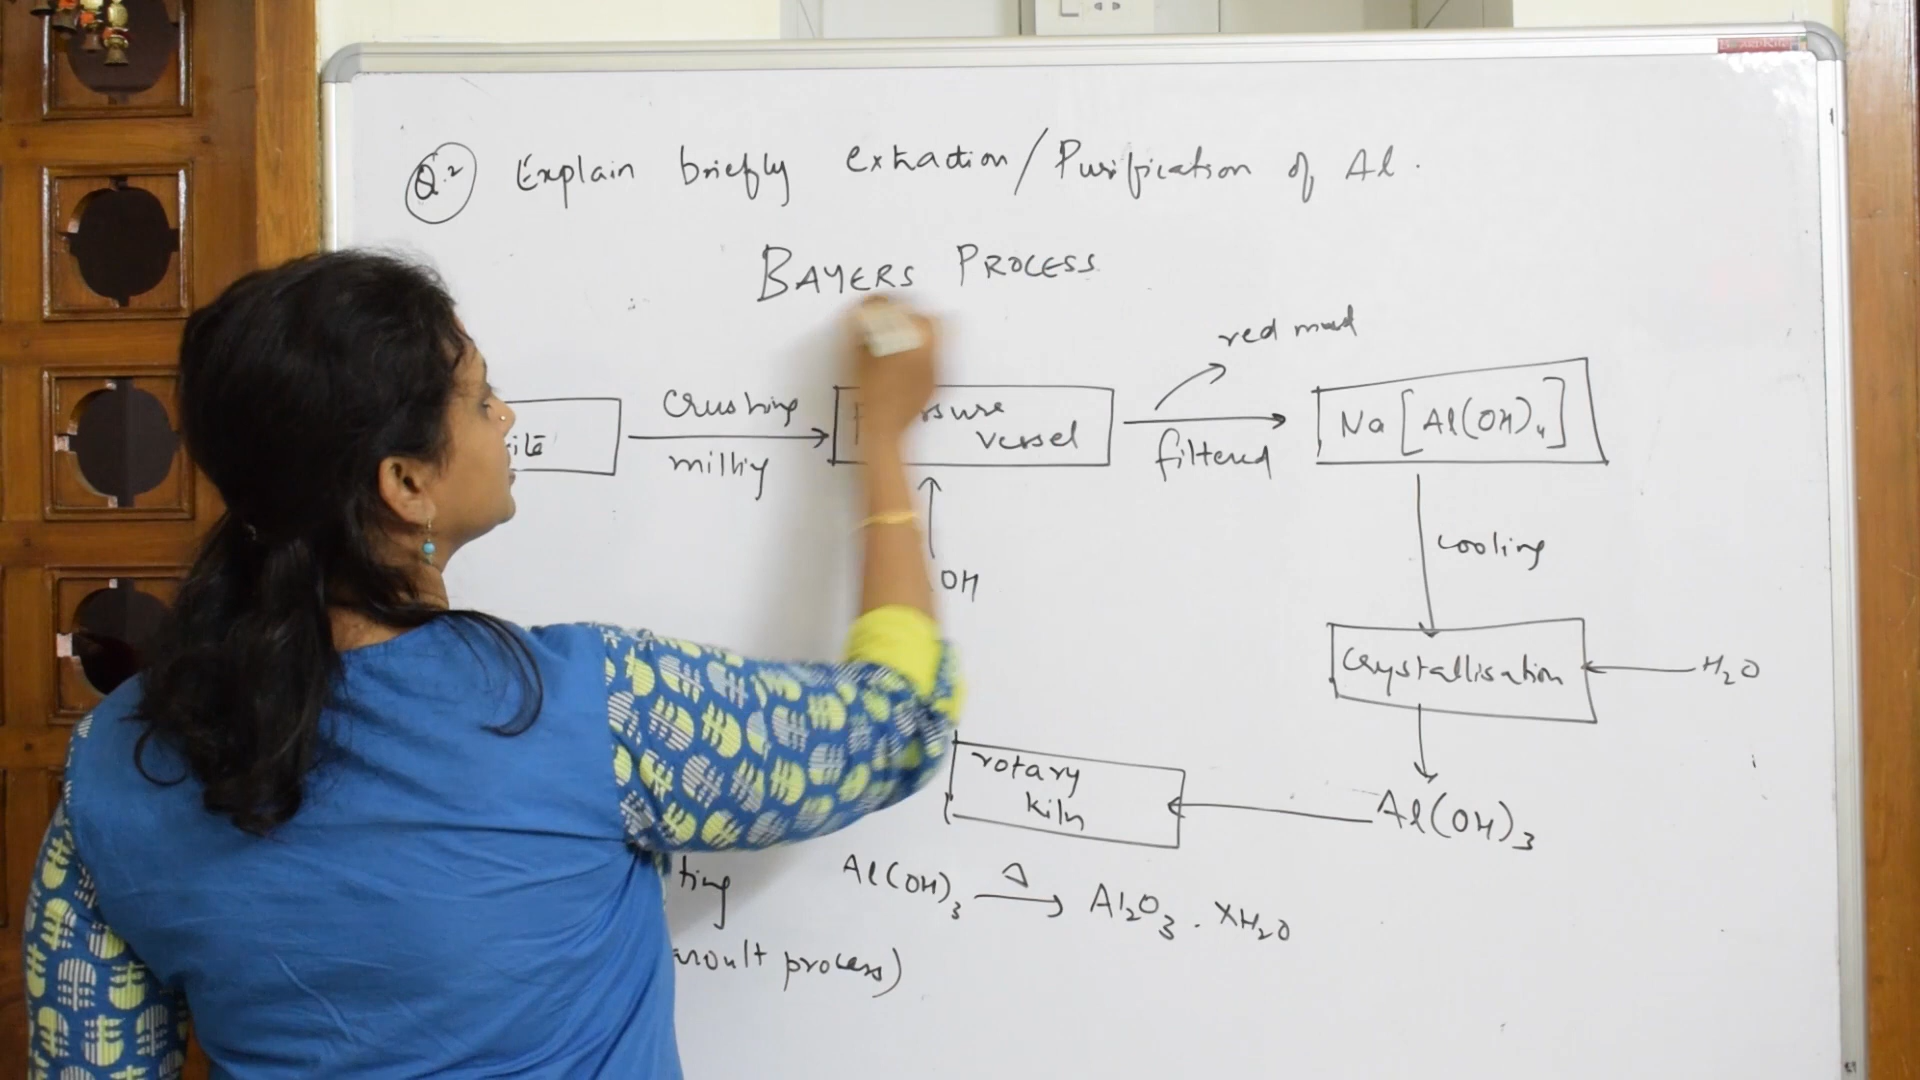 Q.2 Explain briefly extraction/Purification of Al.
BAYERS PROCESS
red mud
crushing
milling
vessel
filtered
Na[Al(OH)4]
OH
cooling
crystallisation
H2O
rotary
kiln
Al(OH)3
Al(OH)3 Δ Al2O3 . XH2O
process)